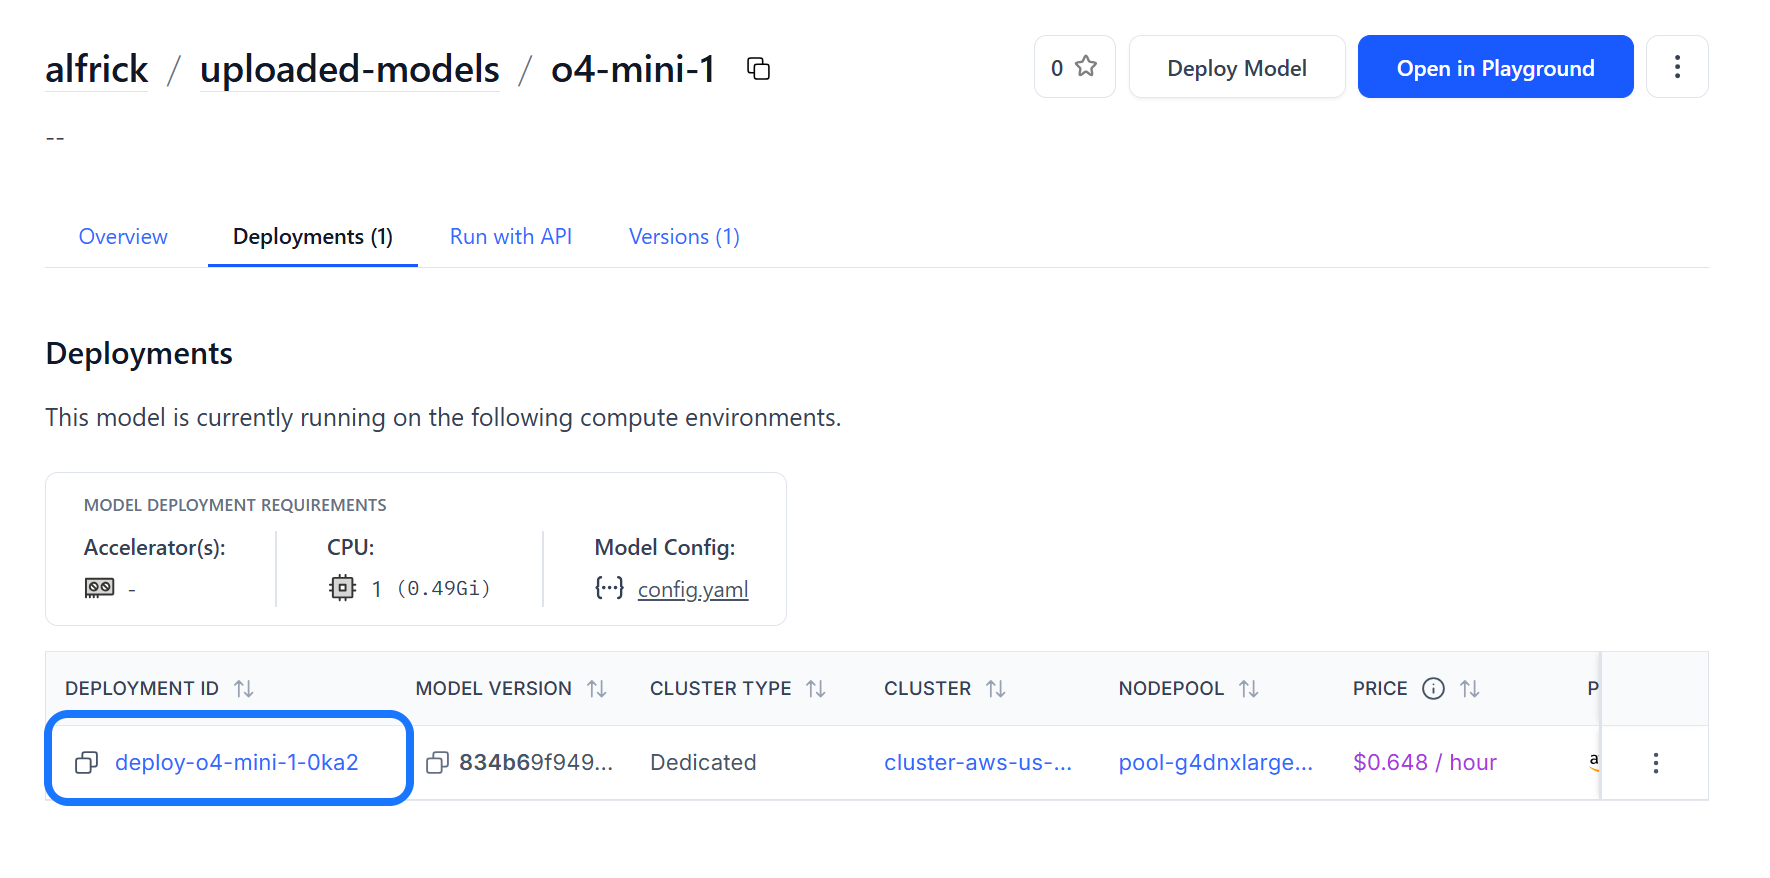 alfrick / uploaded-models / o4-mini-1
0
Deploy Model
Open in Playground
--
Overview
Deployments (1)
Run with API
Versions (1)
Deployments
This model is currently running on the following compute environments.
MODEL DEPLOYMENT REQUIREMENTS
Accelerator(s):
-
CPU:
1 (0.49Gi)
Model Config:
config.yaml
DEPLOYMENT ID MODEL VERSION CLUSTER TYPE CLUSTER NODEPOOL PRICE P
deploy-o4-mini-1-0ka2 834b69f949... Dedicated cluster-aws-us-... pool-g4dnxlarge... $0.648 / hour a